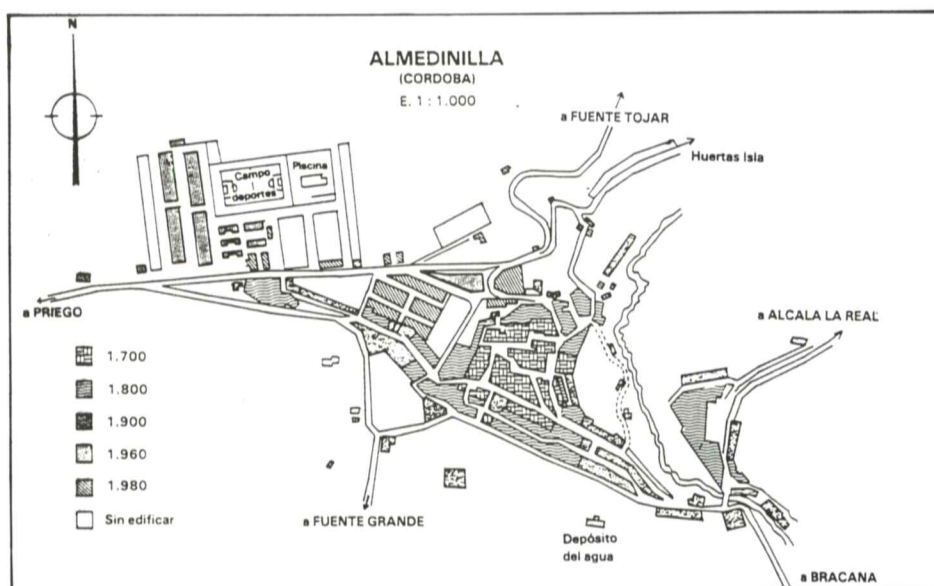 N
ALMEDINILLA
(CORDOBA)
E. 1 : 1.000
a FUENTE TOJAR
Huertas Isla
Piscina
Campo
deportes
a PRIEGO
a ALCALA LA REAL
1.700
1.800
1.900
1.960
1.980
Sin edificar
a FUENTE GRANDE
Depósito
del agua
a BRACANA